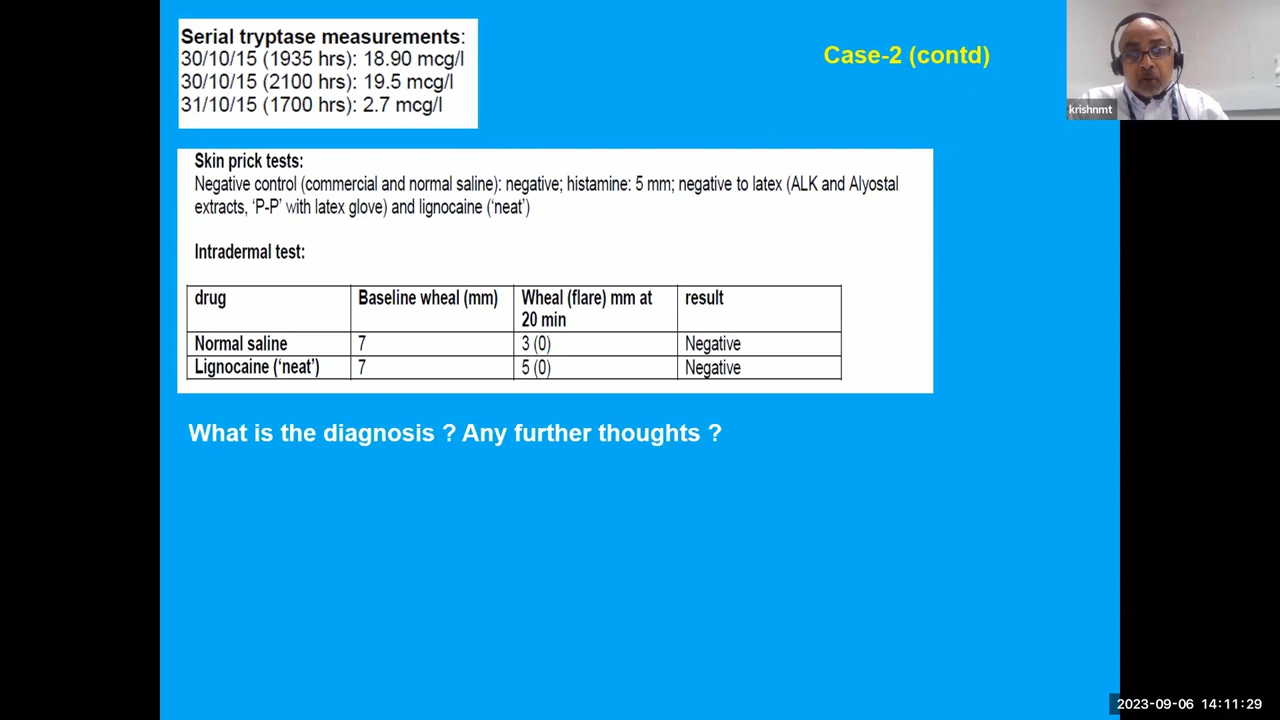 Serial tryptase measurements:
30/10/15 (1935 hrs): 18.90 mcg/l
30/10/15 (2100 hrs): 19.5 mcg/l
31/10/15 (1700 hrs): 2.7 mcg/l
Case-2 (contd)
krishnmt
Skin prick tests:
Negative control (commercial and normal saline): negative; histamine: 5 mm; negative to latex (ALK and Alyostal
extracts, ‘P-P’ with latex glove) and lignocaine (‘neat’)
Intradermal test:
drug Baseline wheal (mm) Wheal (flare) mm at result
20 min
Normal saline 7 3 (0) Negative
Lignocaine (‘neat’) 7 5 (0) Negative
What is the diagnosis ? Any further thoughts ?
2023-09-06 14:11:29